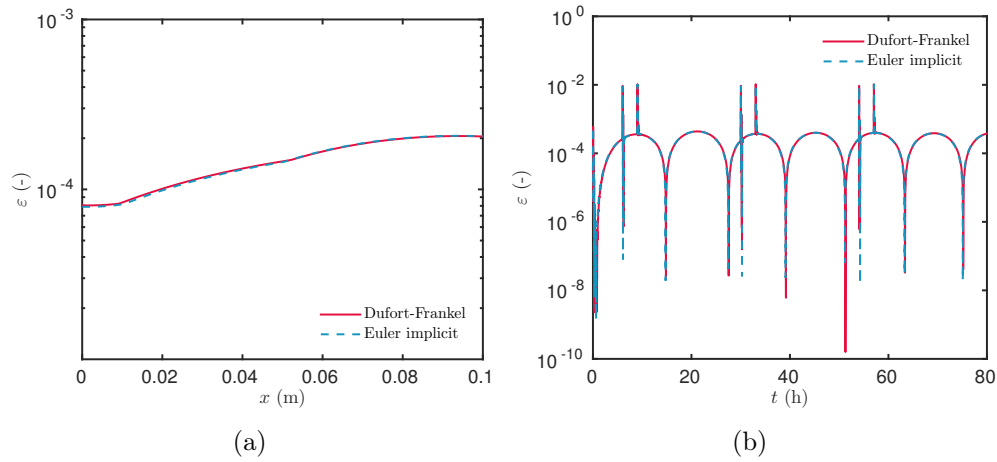 10^-3
10^-4
ε (-)
Dufort-Frankel
Euler implicit
0 0.02 0.04 0.06 0.08 0.1
x (m)
(a)
10^0
10^-2
10^-4
10^-6
10^-8
10^-10
ε (-)
Dufort-Frankel
Euler implicit
0 20 40 60 80
t (h)
(b)